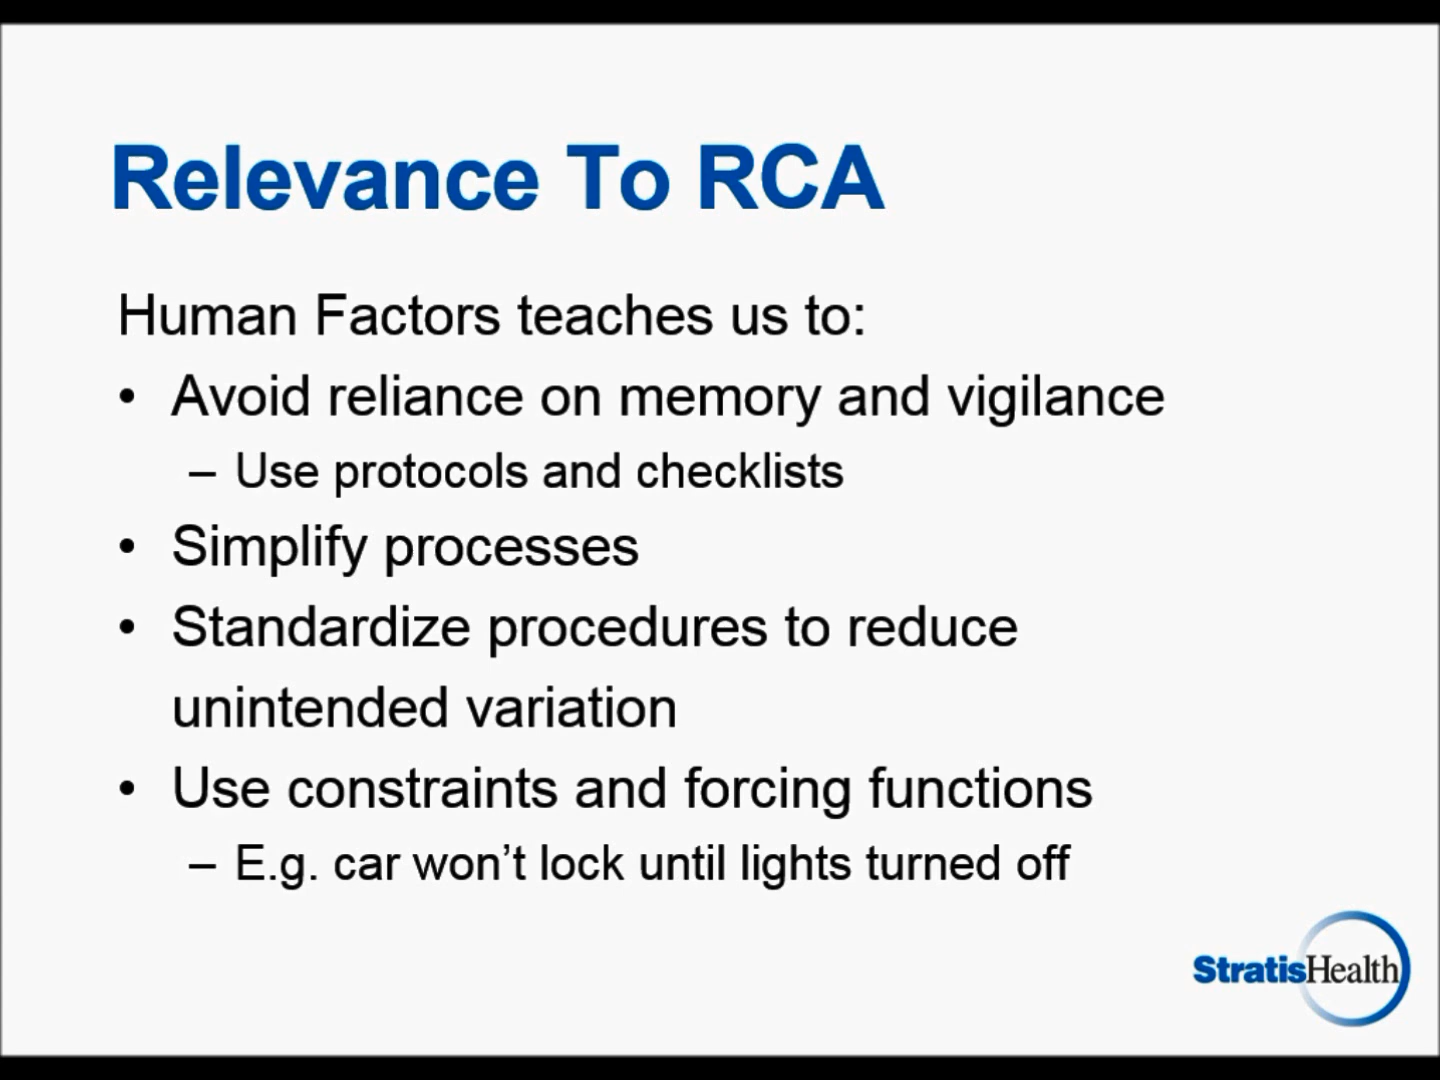 Relevance To RCA
Human Factors teaches us to:
• Avoid reliance on memory and vigilance
– Use protocols and checklists
• Simplify processes
• Standardize procedures to reduce
unintended variation
• Use constraints and forcing functions
– E.g. car won’t lock until lights turned off
StratisHealth